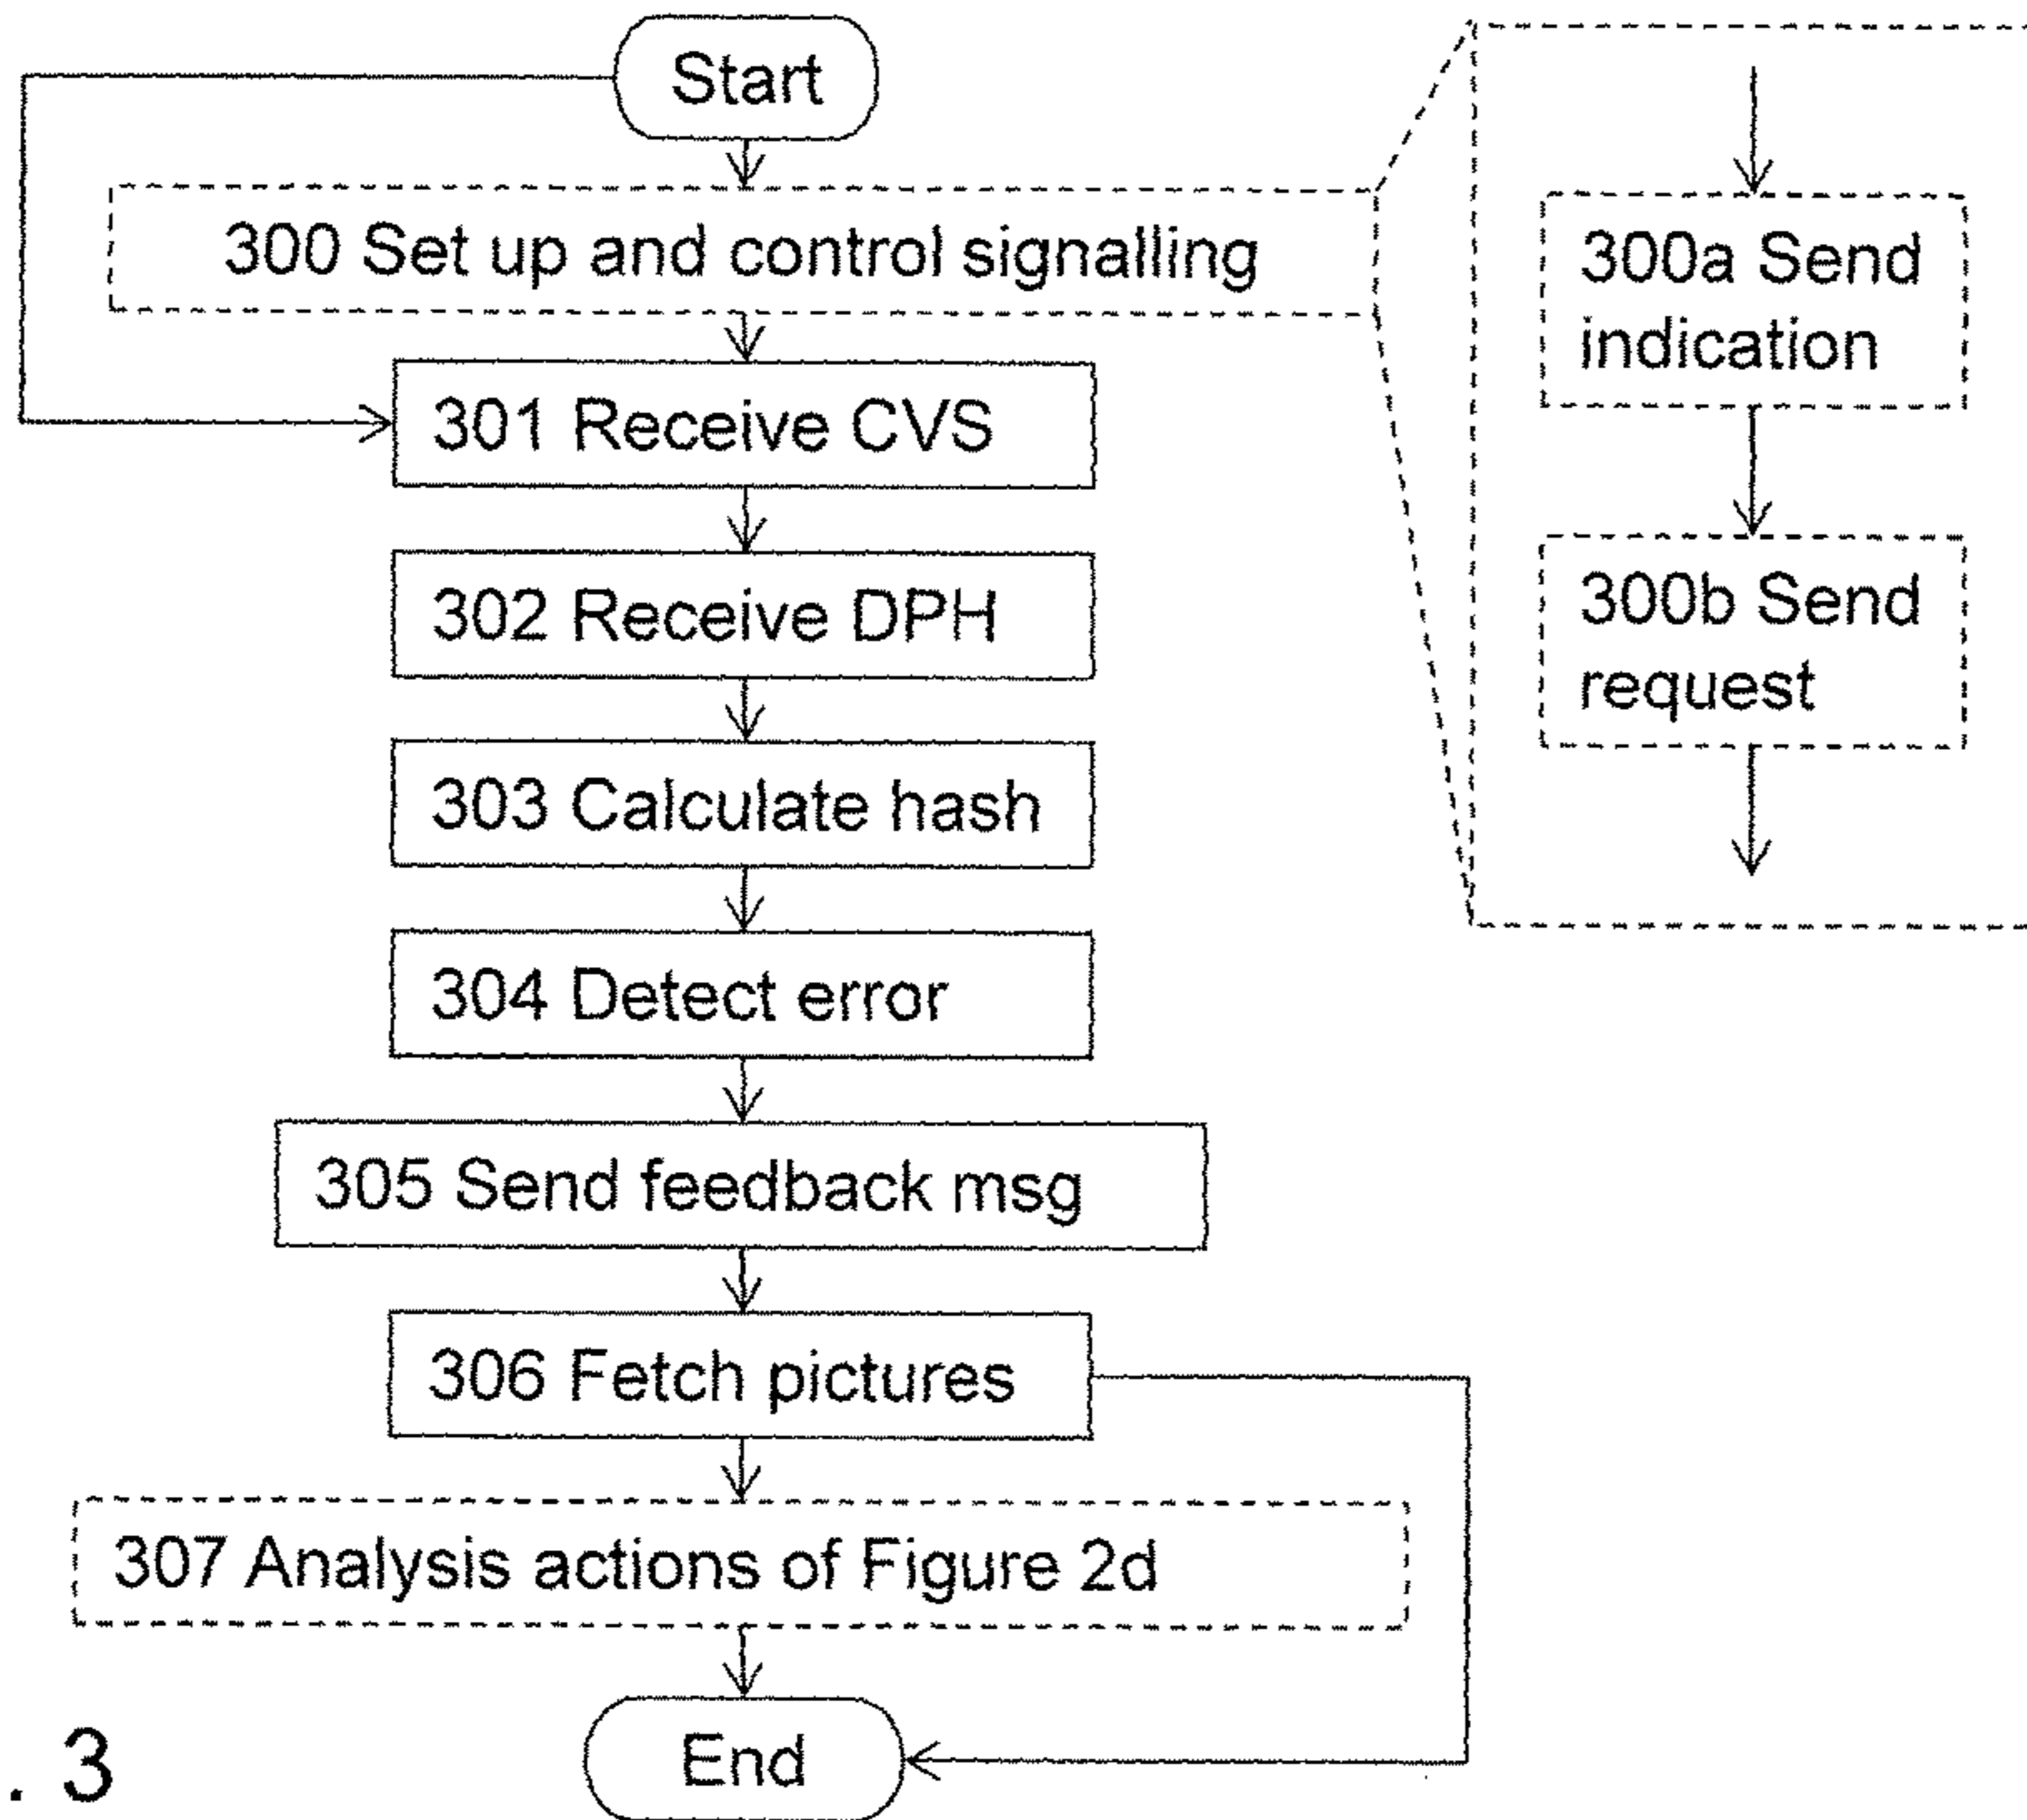 Start
300 Set up and control signalling
301 Receive CVS
302 Receive DPH
303 Calculate hash
304 Detect error
305 Send feedback msg
306 Fetch pictures
307 Analysis actions of Figure 2d
End
300a Send
indication
300b Send
request
. 3